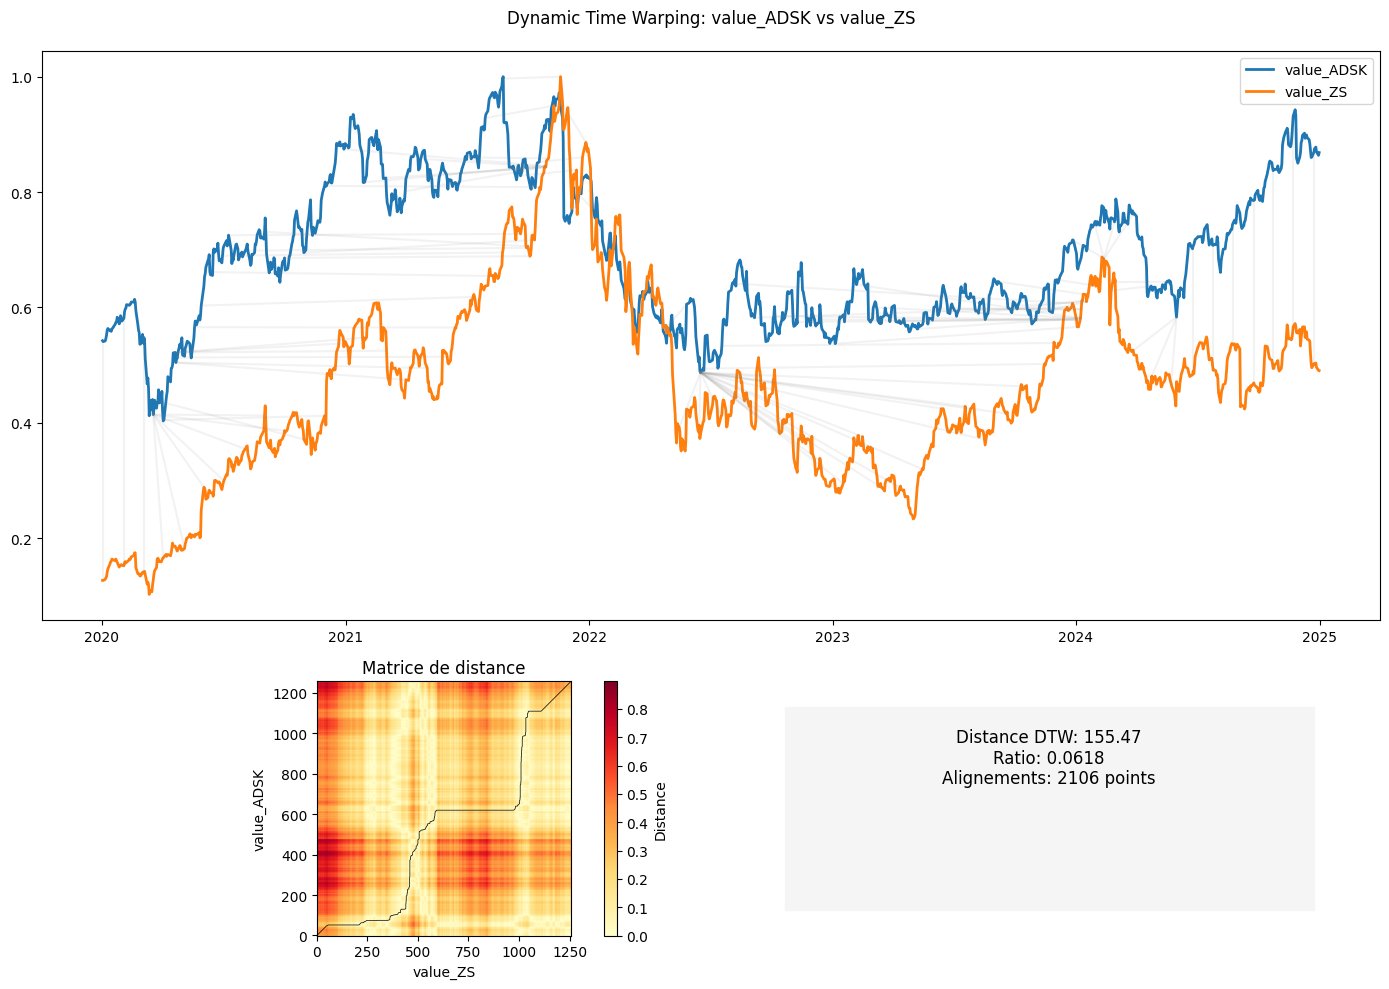 Dynamic Time Warping: value_ADSK vs value_ZS
value_ADSK
value_ZS
1.0
0.8
0.6
0.4
0.2
2020 2021 2022 2023 2024 2025
Matrice de distance
value_ADSK
1200
1000
800
600
400
200
0
0 250 500 750 1000 1250
value_ZS
0.8
0.7
0.6
0.5
0.4
0.3
0.2
0.1
0.0
Distance
Distance DTW: 155.47
Ratio: 0.0618
Alignements: 2106 points